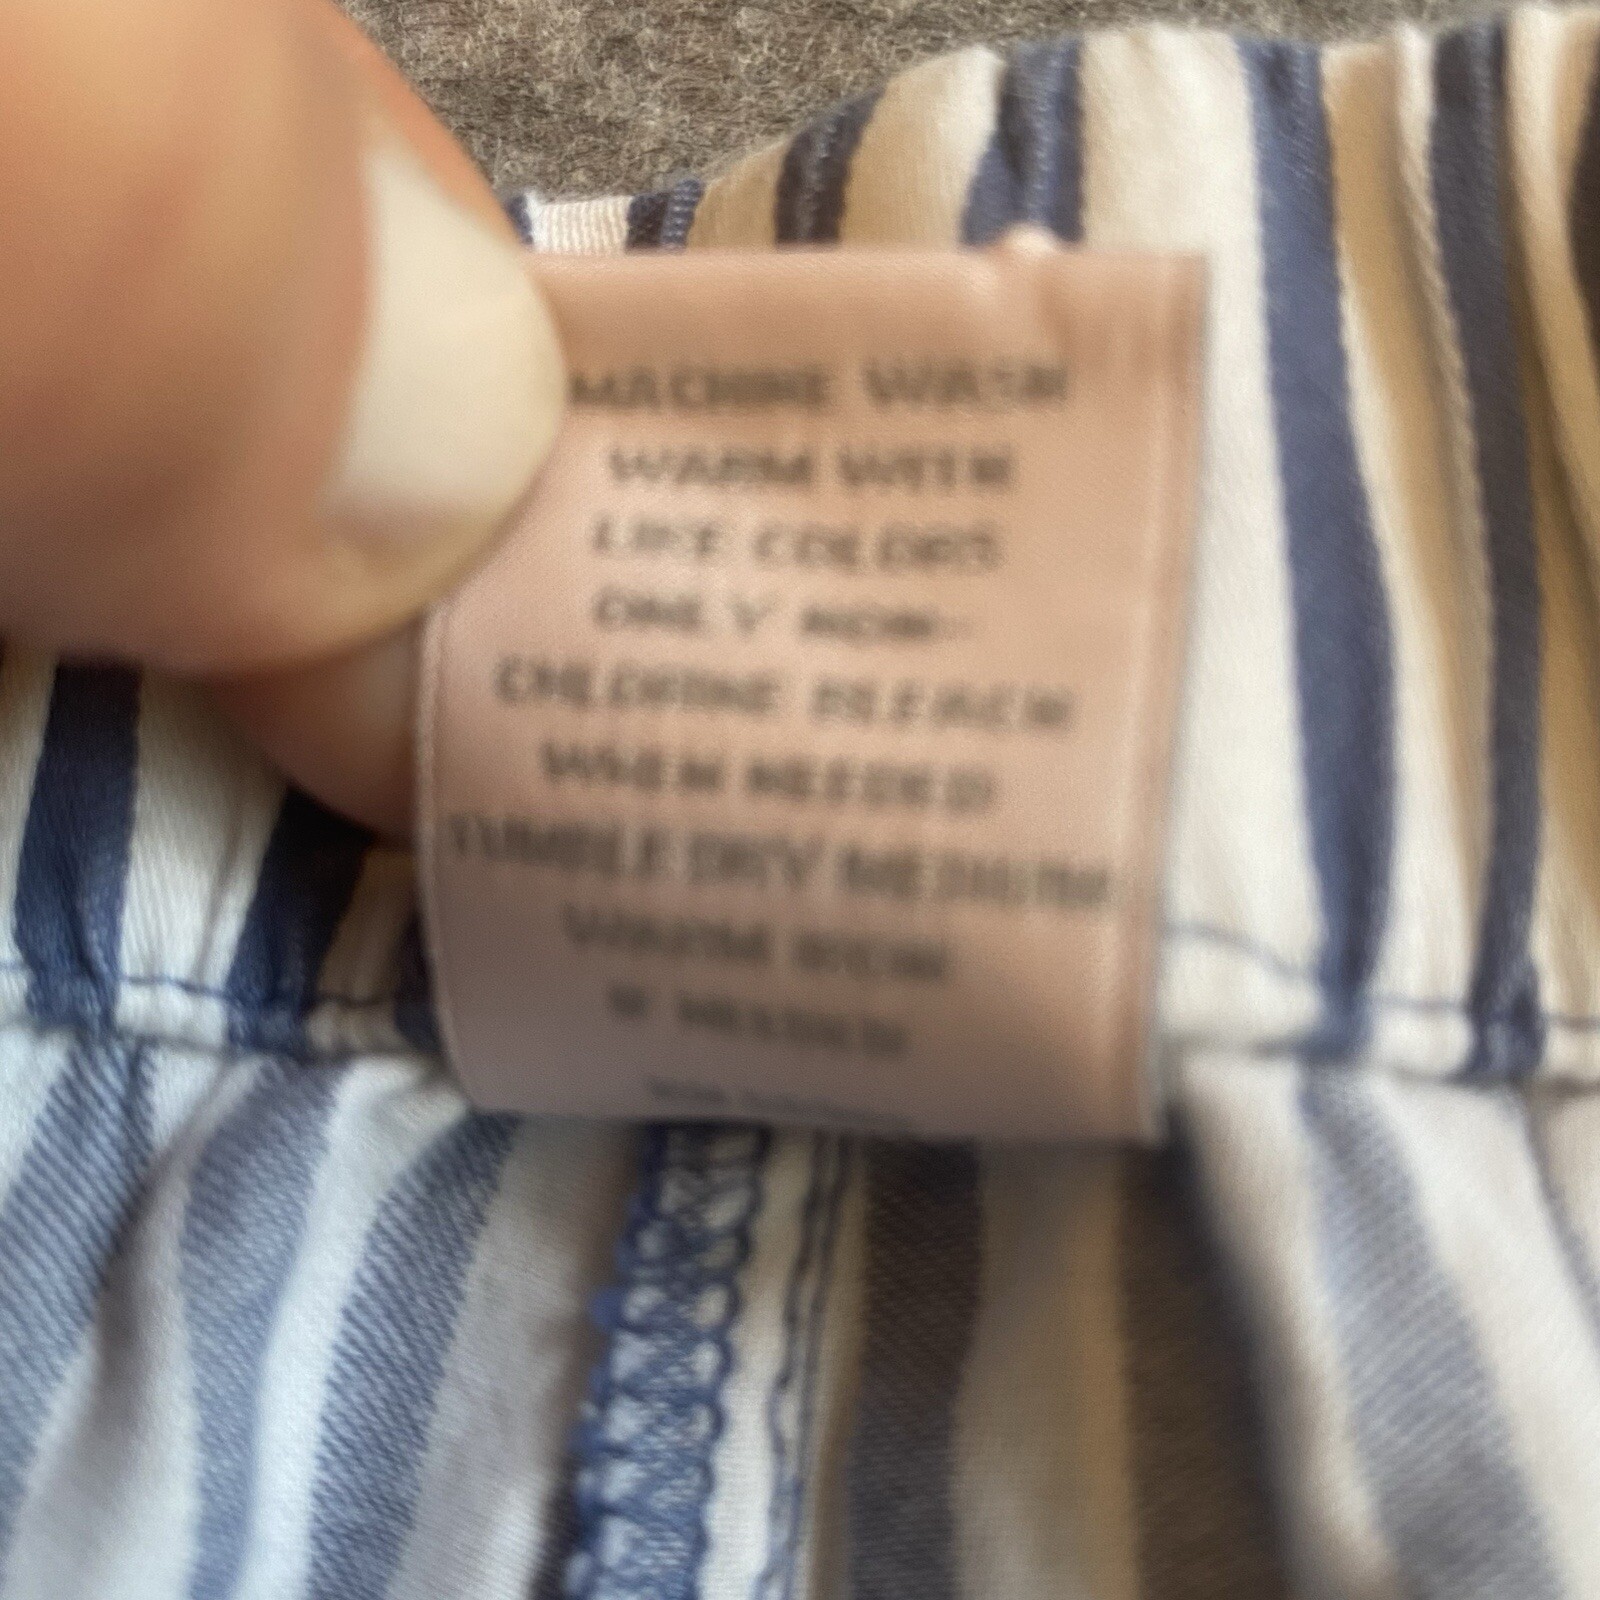 MACHINE WASH
WARM WITH
LIKE COLORS
ONLY NON-
CHLORINE BLEACH
WHEN NEEDED
TUMBLE DRY MEDIUM
WARM IRON
IF NEEDED